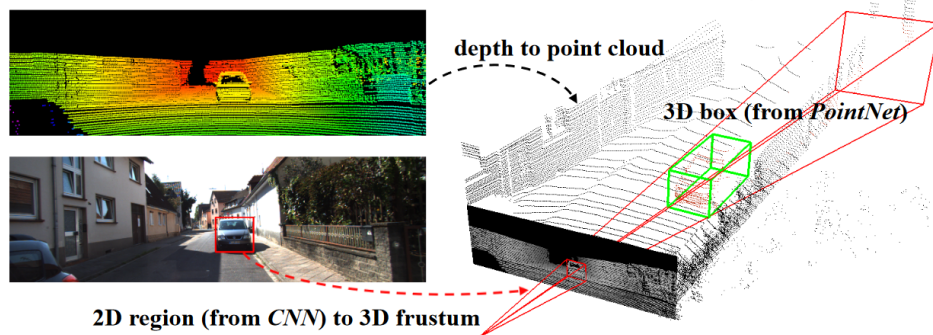 depth to point cloud
3D box (from PointNet)
2D region (from CNN) to 3D frustum